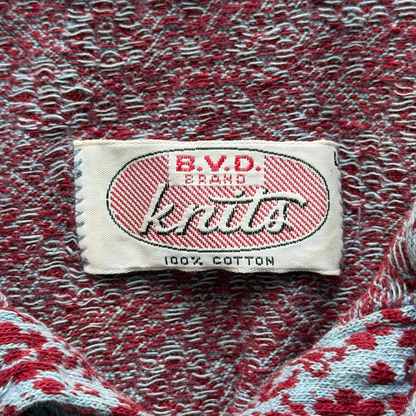 B.V.D.
BRAND
knits
100% COTTON